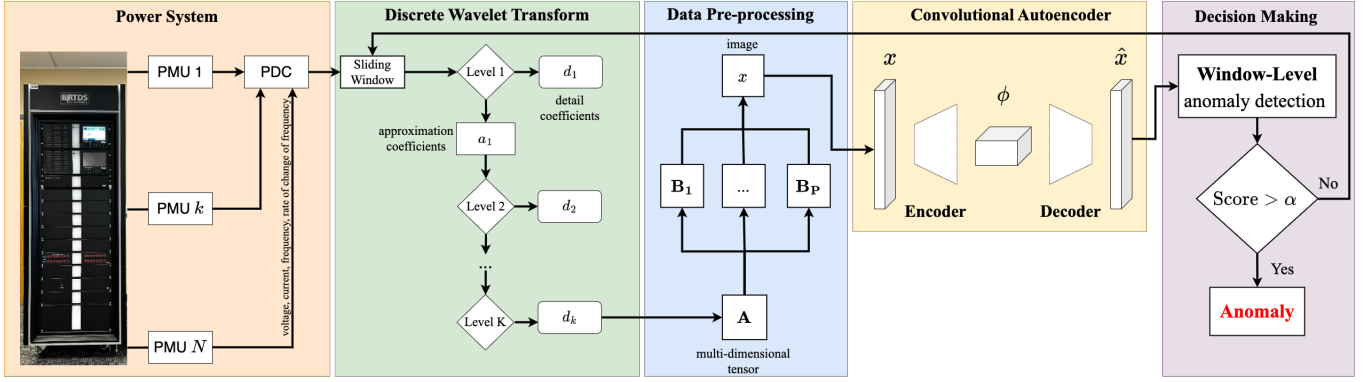 Power System
Discrete Wavelet Transform
Data Pre-processing
Convolutional Autoencoder
Decision Making
RTDS
PMU 1
PDC
PMU k
PMU N
voltage, current, frequency, rate of change of frequency
Sliding
Window
Level 1
d₁
detail
coefficients
approximation
coefficients
a₁
Level 2
d₂
...
Level K
dₖ
image
x
B₁
...
B_P
A
multi-dimensional
tensor
x
ϕ
x̂
Encoder
Decoder
Window-Level
anomaly detection
Score > α
No
Yes
Anomaly